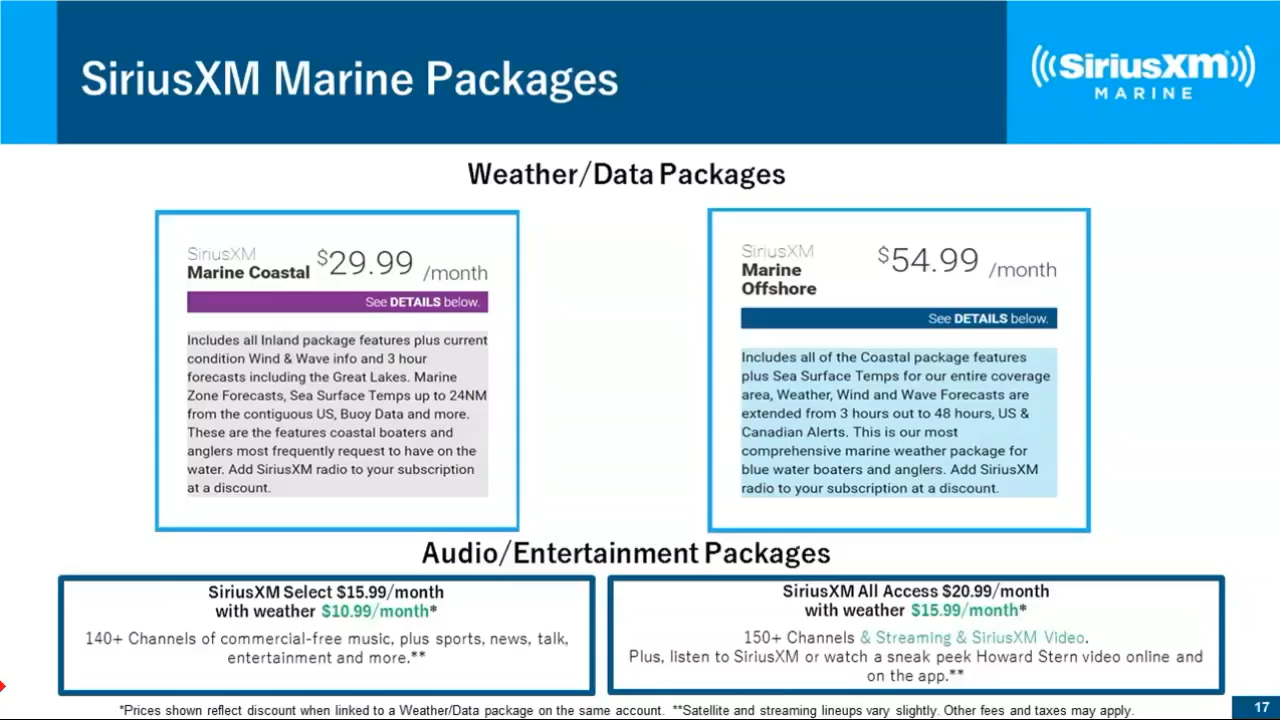 SiriusXM Marine Packages
((SiriusXM))
MARINE
Weather/Data Packages
SiriusXM
Marine Coastal $29.99 /month
See DETAILS below.
Includes all Inland package features plus current
condition Wind & Wave info and 3 hour
forecasts including the Great Lakes. Marine
Zone Forecasts, Sea Surface Temps up to 24NM
from the contiguous US, Buoy Data and more.
These are the features coastal boaters and
anglers most frequently request to have on the
water. Add SiriusXM radio to your subscription
at a discount.
SiriusXM
Marine
Offshore
$54.99 /month
See DETAILS below.
Includes all of the Coastal package features
plus Sea Surface Temps for our entire coverage
area, Weather, Wind and Wave Forecasts are
extended from 3 hours out to 48 hours, US &
Canadian Alerts. This is our most
comprehensive marine weather package for
blue water boaters and anglers. Add SiriusXM
radio to your subscription at a discount.
Audio/Entertainment Packages
SiriusXM Select $15.99/month
with weather $10.99/month*
140+ Channels of commercial-free music, plus sports, news, talk,
entertainment and more.**
SiriusXM All Access $20.99/month
with weather $15.99/month*
150+ Channels & Streaming & SiriusXM Video.
Plus, listen to SiriusXM or watch a sneak peek Howard Stern video online and
on the app.**
*Prices shown reflect discount when linked to a Weather/Data package on the same account. **Satellite and streaming lineups vary slightly. Other fees and taxes may apply.
17